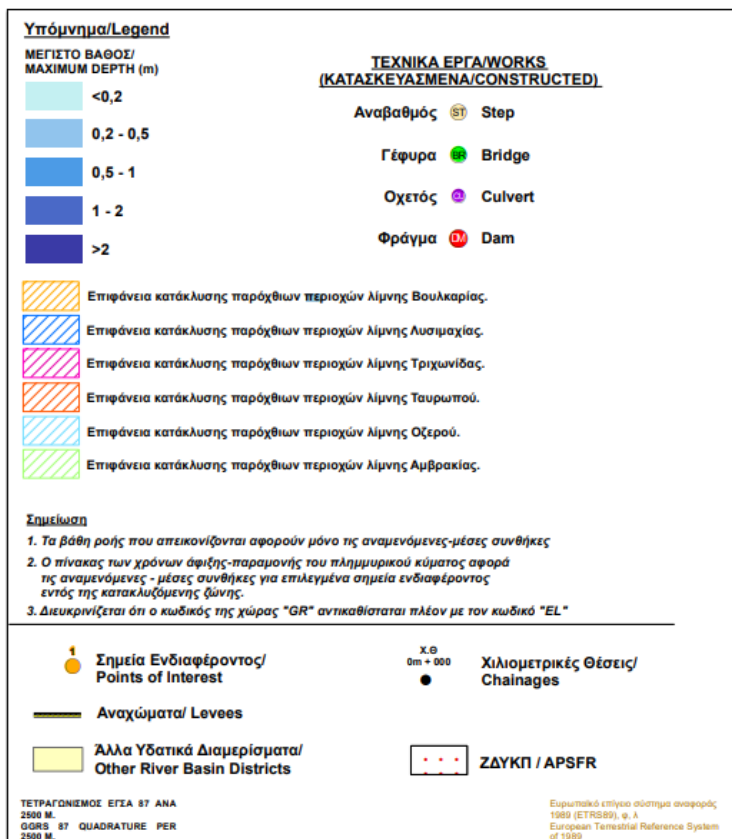 Υπόμνημα/Legend
ΜΕΓΙΣΤΟ ΒΑΘΟΣ/
MAXIMUM DEPTH (m)
<0,2
0,2 - 0,5
0,5 - 1
1 - 2
>2
ΤΕΧΝΙΚΑ ΕΡΓΑ/WORKS
(ΚΑΤΑΣΚΕΥΑΣΜΕΝΑ/CONSTRUCTED)
Αναβαθμός ST Step
Γέφυρα BR Bridge
Οχετός CU Culvert
Φράγμα DM Dam
Επιφάνεια κατάκλυσης παρόχθιων περιοχών λίμνης Βουλκαρίας.
Επιφάνεια κατάκλυσης παρόχθιων περιοχών λίμνης Λυσιμαχίας.
Επιφάνεια κατάκλυσης παρόχθιων περιοχών λίμνης Τριχωνίδας.
Επιφάνεια κατάκλυσης παρόχθιων περιοχών λίμνης Ταυρωπού.
Επιφάνεια κατάκλυσης παρόχθιων περιοχών λίμνης Οζερού.
Επιφάνεια κατάκλυσης παρόχθιων περιοχών λίμνης Αμβρακίας.
Σημείωση
1. Τα βάθη ροής που απεικονίζονται αφορούν μόνο τις αναμενόμενες-μέσες συνθήκες
2. Ο πίνακας των χρόνων άφιξης-παραμονής του πλημμυρικού κύματος αφορά
τις αναμενόμενες - μέσες συνθήκες για επιλεγμένα σημεία ενδιαφέροντος
εντός της κατακλυζόμενης ζώνης.
3. Διευκρινίζεται ότι ο κωδικός της χώρας "GR" αντικαθίσταται πλέον με τον κωδικό "EL"
1
Σημεία Ενδιαφέροντος/
Points of Interest
Χ.Θ
0m + 000
Χιλιομετρικές Θέσεις/
Chainages
Αναχώματα/ Levees
Άλλα Υδατικά Διαμερίσματα/
Other River Basin Districts
ΖΔΥΚΠ / APSFR
ΤΕΤΡΑΓΩΝΙΣΜΟΣ ΕΓΣΑ 87 ΑΝΑ
2500 Μ.
GGRS 87 QUADRATURE PER
2500 M.
Ευρωπαϊκό επίγειο σύστημα αναφοράς
1989 (ETRS89), φ, λ
European Terrestrial Reference System
of 1989